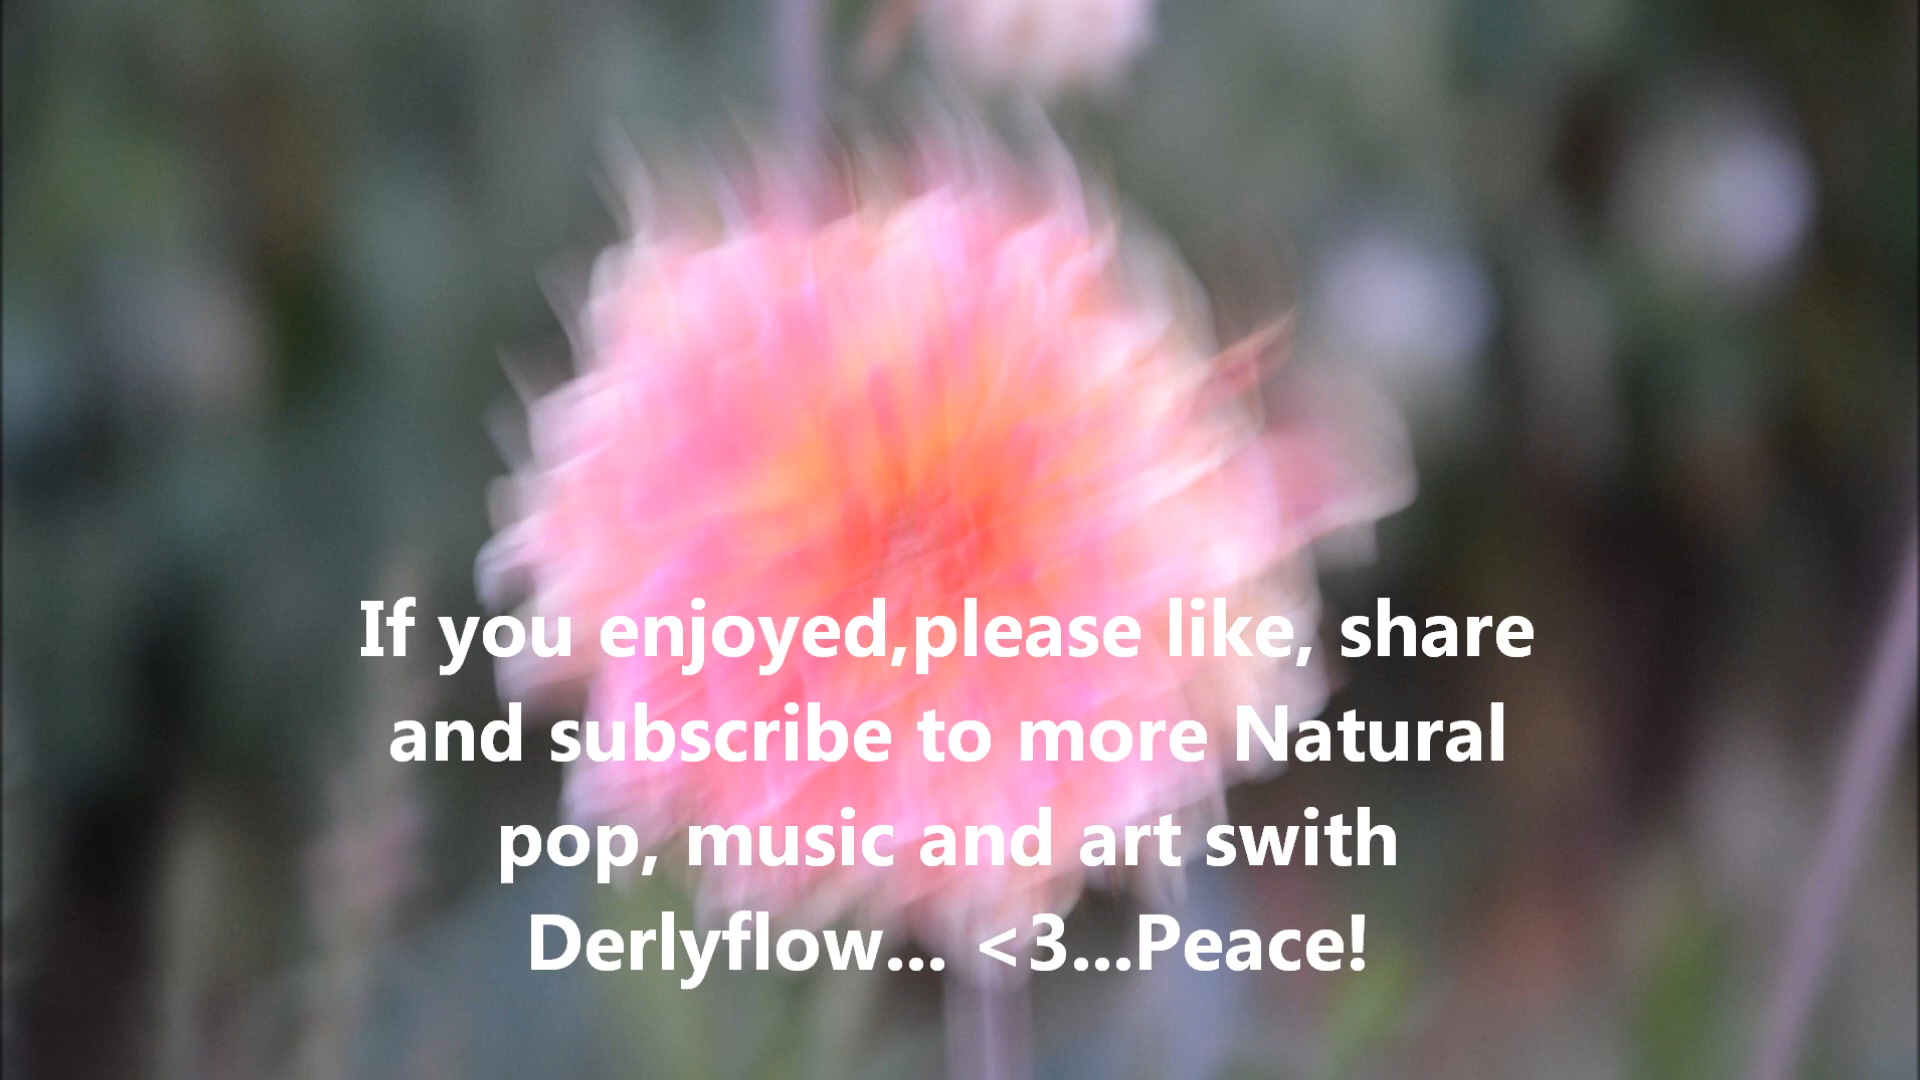 If you enjoyed,please like, share
and subscribe to more Natural
pop, music and art swith
Derlyflow... <3...Peace!